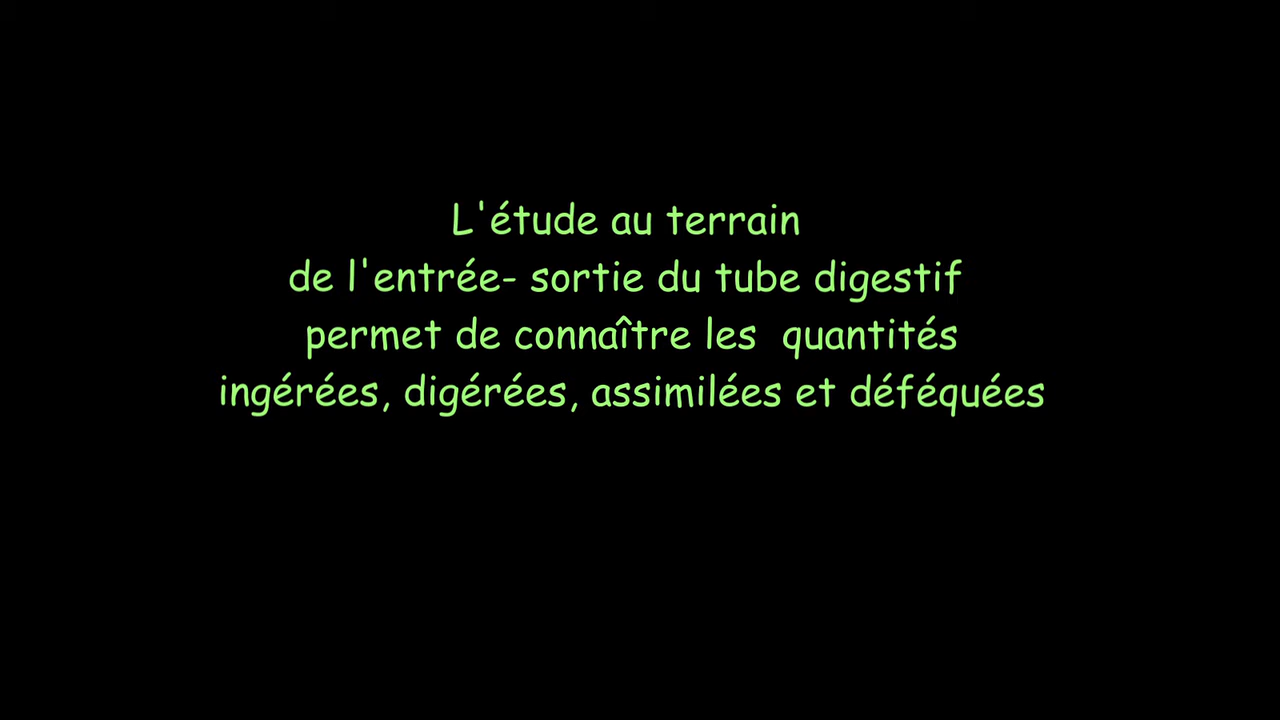 L'étude au terrain
de l'entrée- sortie du tube digestif
permet de connaître les  quantités
ingérées, digérées, assimilées et déféquées